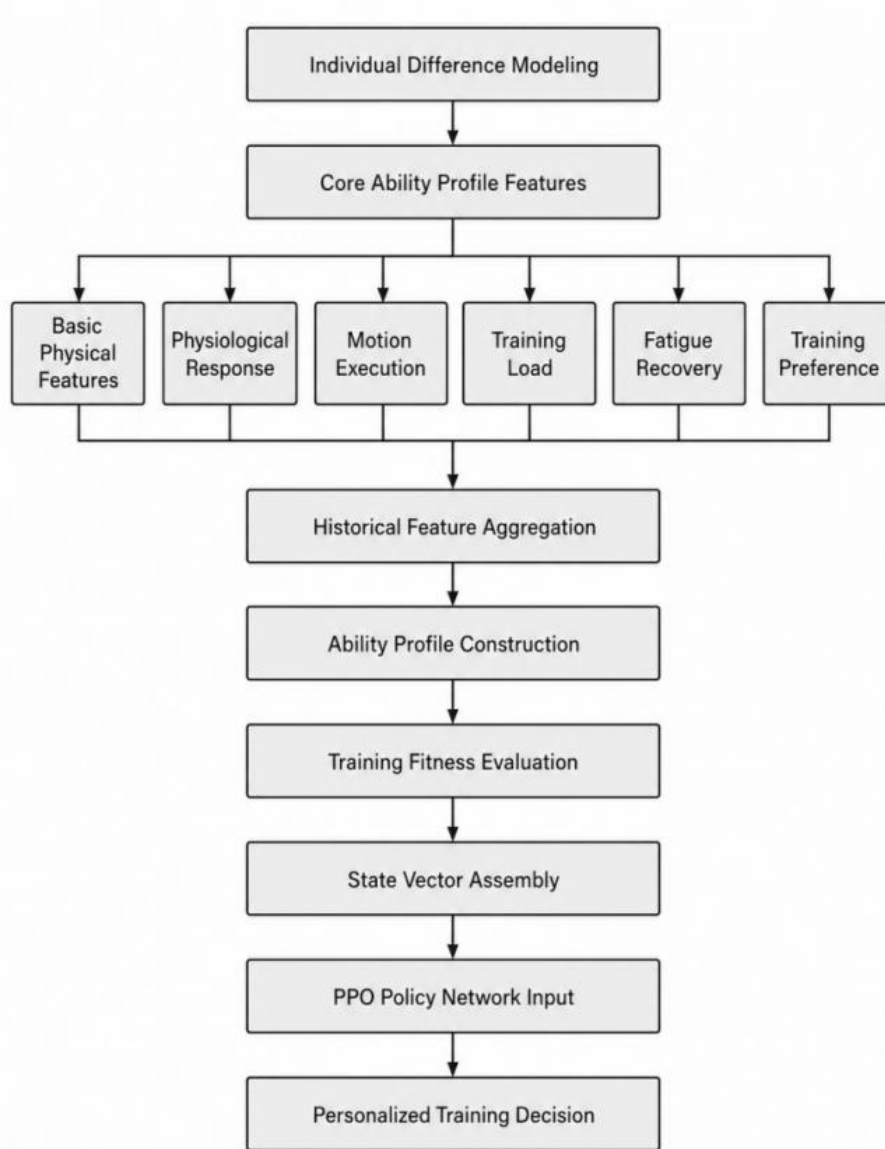 Individual Difference Modeling
Core Ability Profile Features
Basic
Physical
Features
Physiological
Response
Motion
Execution
Training
Load
Fatigue
Recovery
Training
Preference
Historical Feature Aggregation
Ability Profile Construction
Training Fitness Evaluation
State Vector Assembly
PPO Policy Network Input
Personalized Training Decision